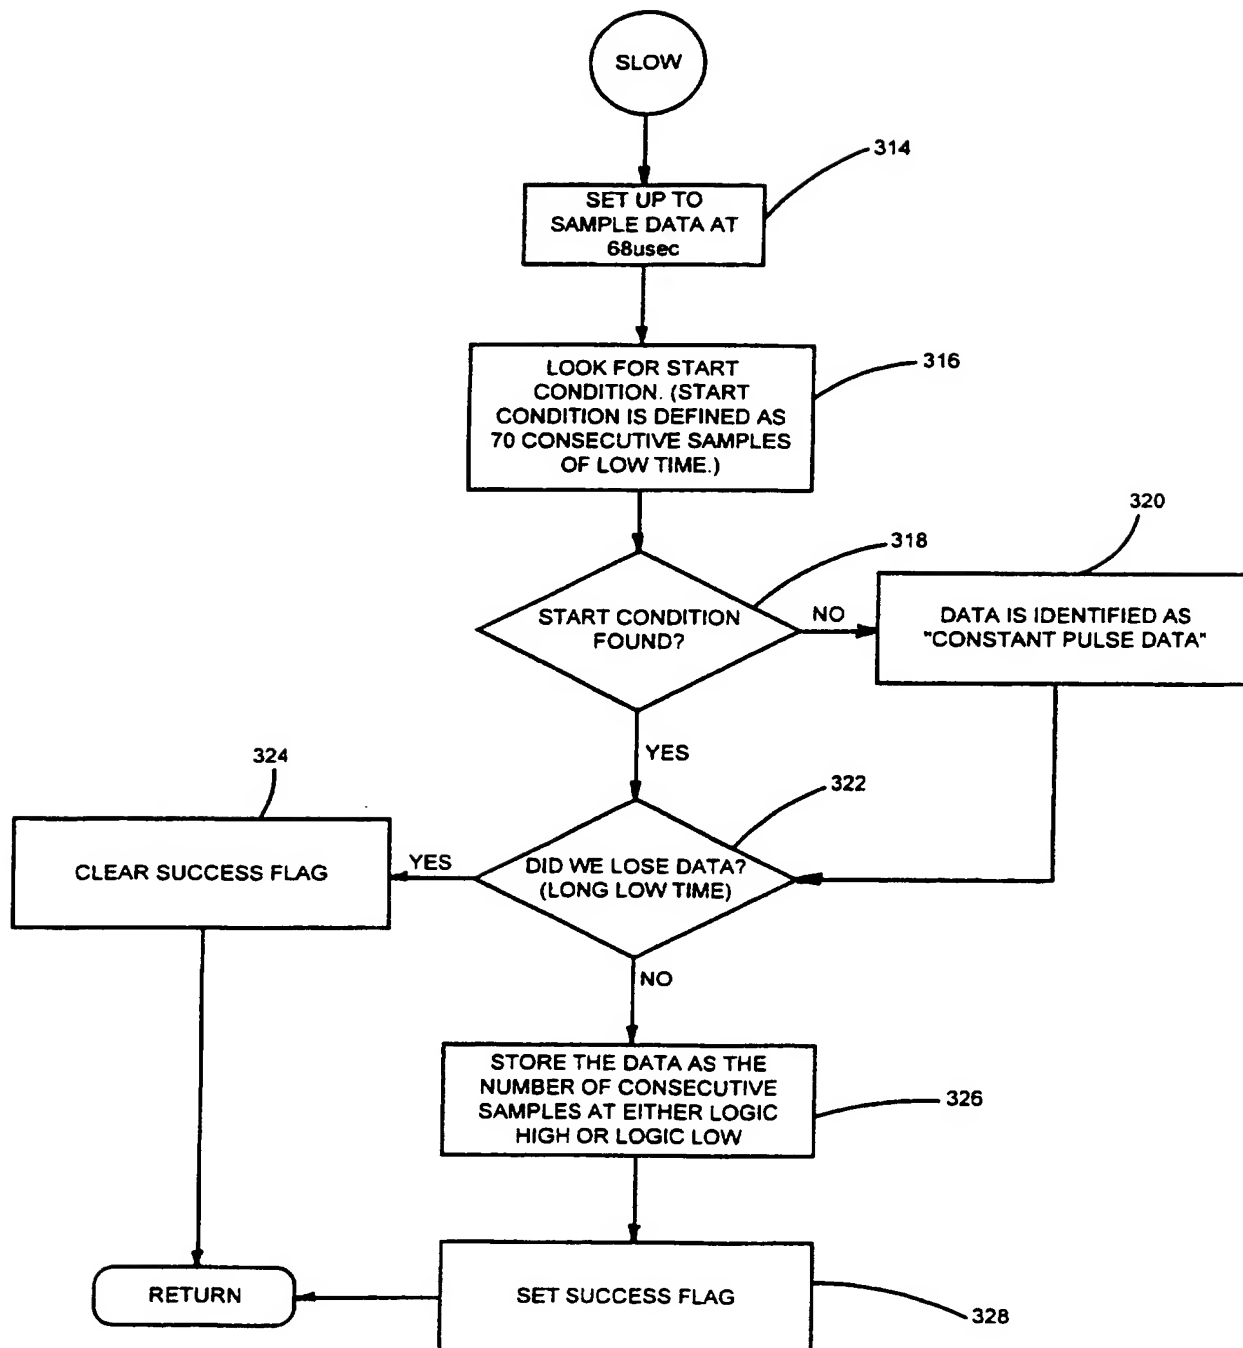 SLOW
314
SET UP TO
SAMPLE DATA AT
68usec
316
LOOK FOR START
CONDITION. (START
CONDITION IS DEFINED AS
70 CONSECUTIVE SAMPLES
OF LOW TIME.)
318
START CONDITION
FOUND?
NO
320
DATA IS IDENTIFIED AS
"CONSTANT PULSE DATA"
YES
322
DID WE LOSE DATA?
(LONG LOW TIME)
YES
324
CLEAR SUCCESS FLAG
NO
STORE THE DATA AS THE
NUMBER OF CONSECUTIVE
SAMPLES AT EITHER LOGIC
HIGH OR LOGIC LOW
326
SET SUCCESS FLAG
328
RETURN